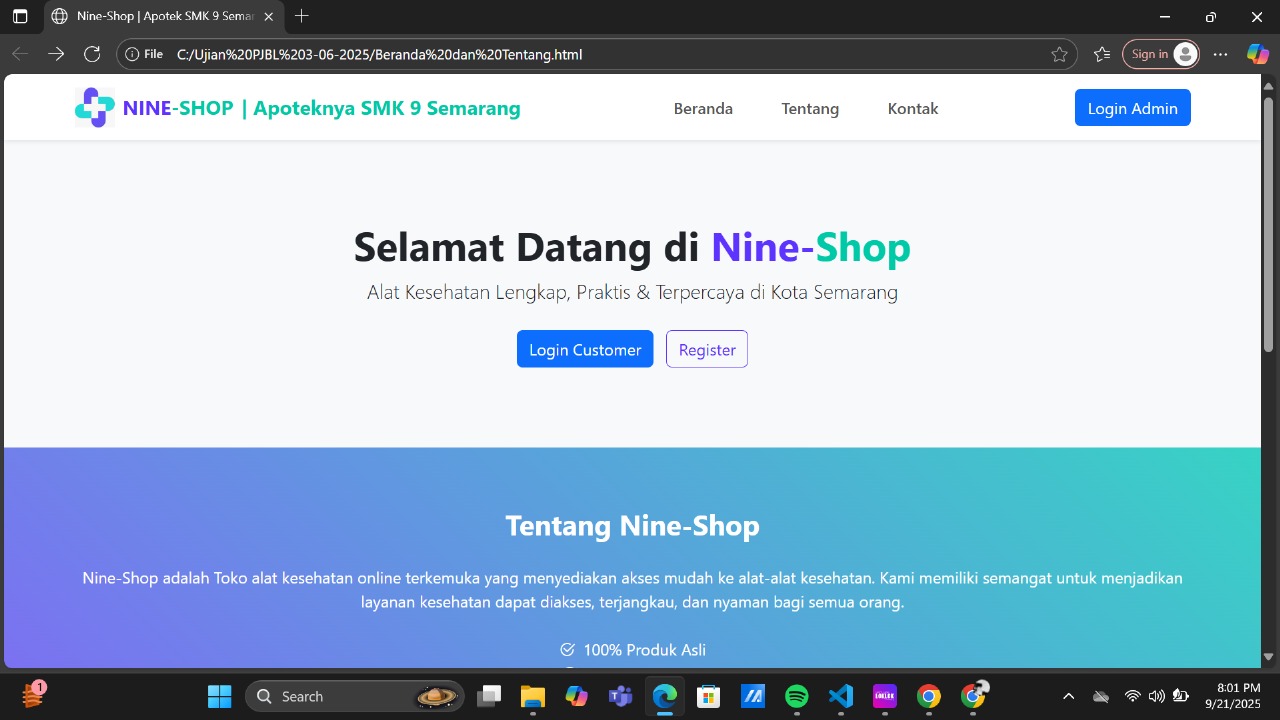 Nine-Shop | Apotek SMK 9 Semar
File C:/Ujian%20PJBL%203-06-2025/Beranda%20dan%20Tentang.html
Sign in
NINE-SHOP | Apoteknya SMK 9 Semarang
Beranda
Tentang
Kontak
Login Admin
Selamat Datang di Nine-Shop
Alat Kesehatan Lengkap, Praktis & Terpercaya di Kota Semarang
Login Customer
Register
Tentang Nine-Shop
Nine-Shop adalah Toko alat kesehatan online terkemuka yang menyediakan akses mudah ke alat-alat kesehatan. Kami memiliki semangat untuk menjadikan
layanan kesehatan dapat diakses, terjangkau, dan nyaman bagi semua orang.
100% Produk Asli
1
Search
8:01 PM
9/21/2025